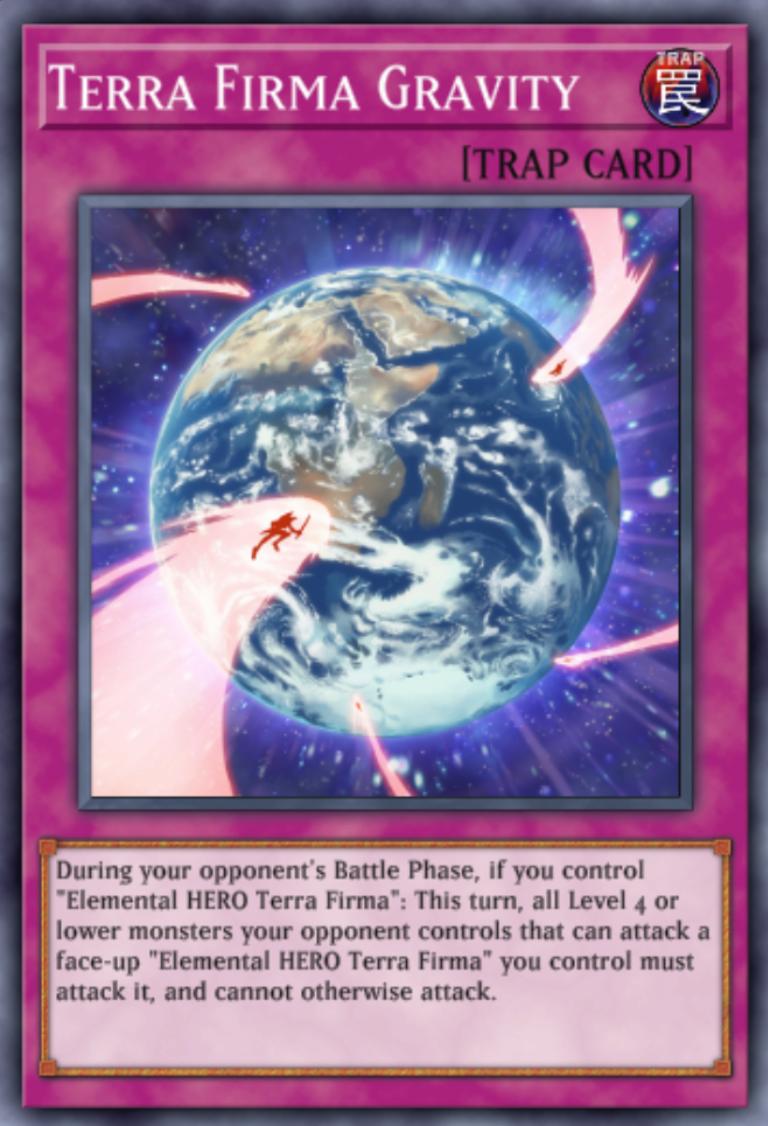 TERRA FIRMA GRAVITY
TRAP
罠
[TRAP CARD]
During your opponent's Battle Phase, if you control
"Elemental HERO Terra Firma": This turn, all Level 4 or
lower monsters your opponent controls that can attack a
face-up "Elemental HERO Terra Firma" you control must
attack it, and cannot otherwise attack.